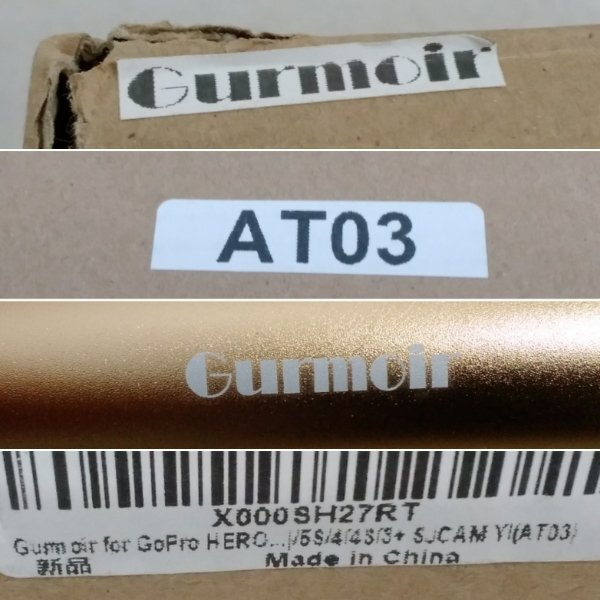 Gurmoir
AT03
Gurmoir
X000SH27RT
Gurmoir for GoPro HERO...|/5S/4/4S/3+ SJCAM YI(AT03)
新品
Made in China